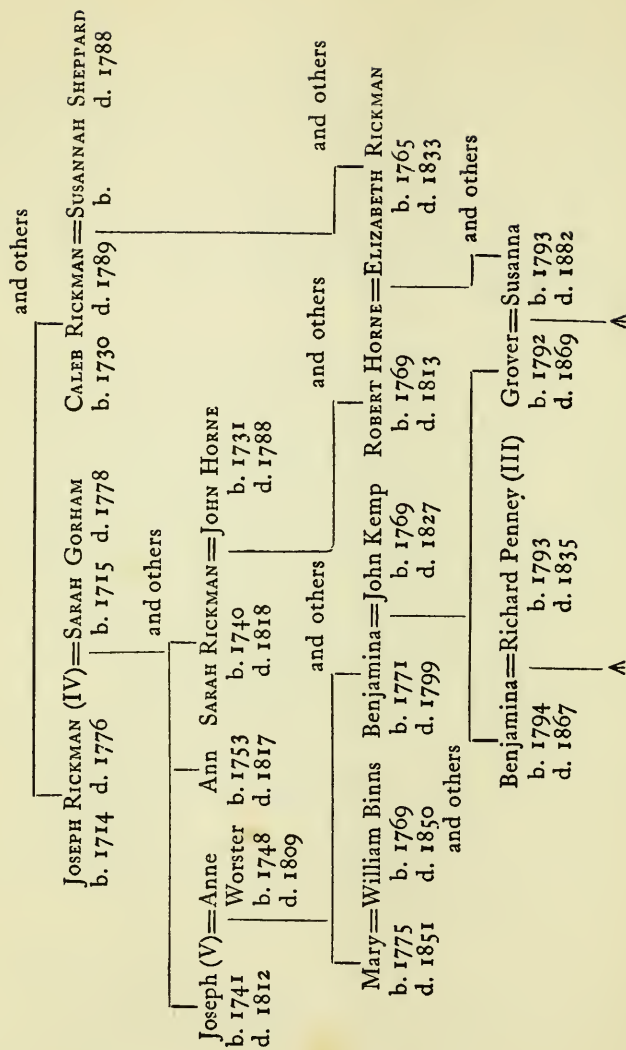 and others
JOSEPH RICKMAN (IV)=SARAH GORHAM CALEB RICKMAN=SUSANNAH SHEPPARD
b. 1714 d. 1776 b. 1715 d. 1778 b. 1730 d. 1789 b. d. 1788
and others
Joseph (V)=Anne Ann SARAH RICKMAN=JOHN HORNE
b. 1741 Worster b. 1753 b. 1740 b. 1731
d. 1812 b. 1748 d. 1817 d. 1818 d. 1788
d. 1809
and others and others and others
Mary=William Binns Benjamina=John Kemp ROBERT HORNE=ELIZABETH RICKMAN
b. 1775 b. 1769 b. 1771 b. 1769 b. 1769 b. 1765
d. 1851 d. 1850 d. 1799 d. 1827 d. 1813 d. 1833
and others and others
Benjamina=Richard Penney (III) Grover=Susanna
b. 1794 b. 1793 b. 1792 b. 1793
d. 1867 d. 1835 d. 1869 d. 1882